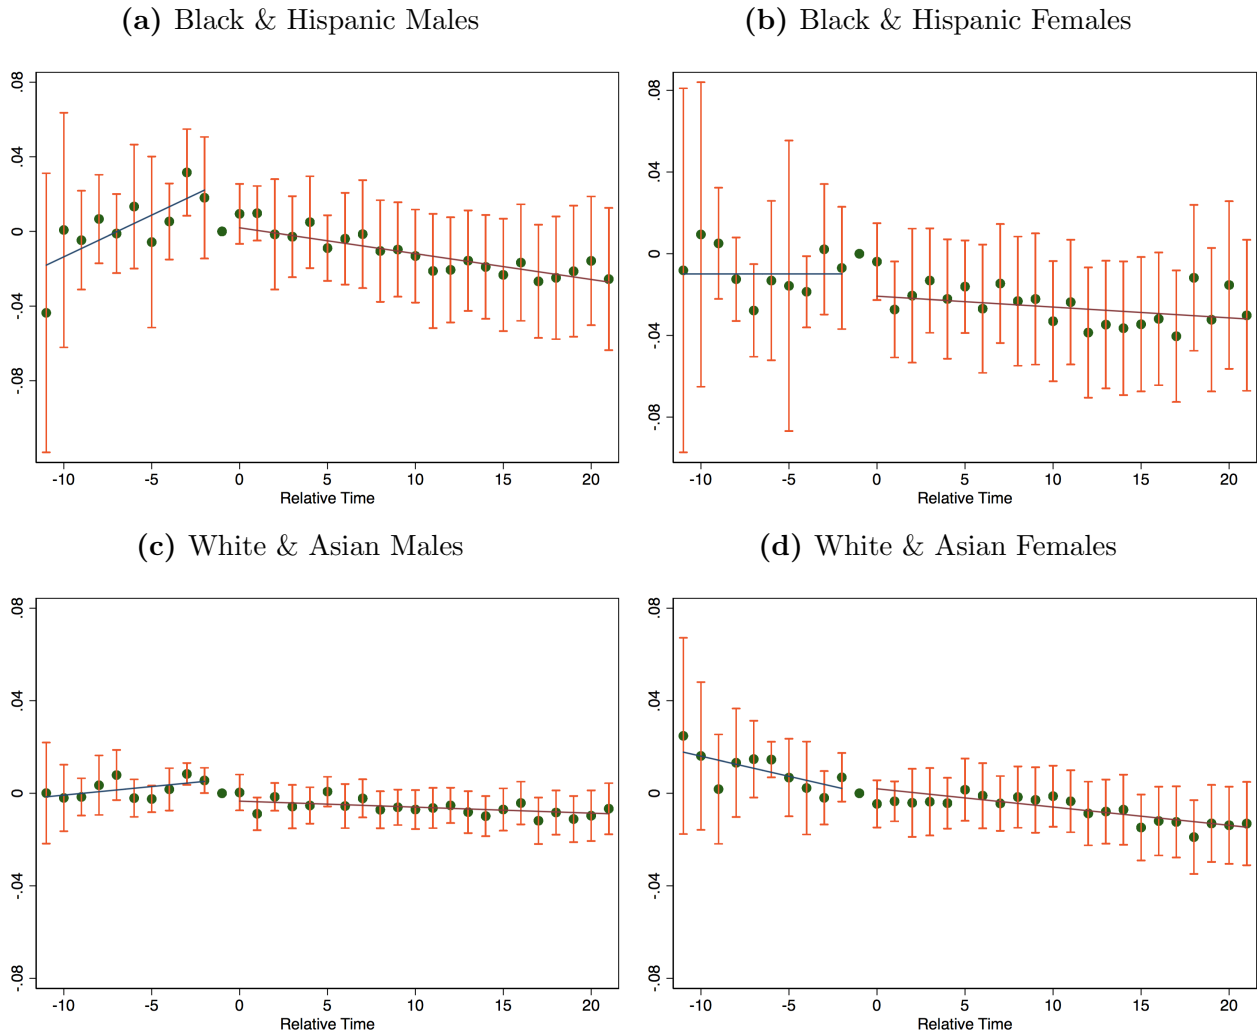 (a) Black & Hispanic Males
(b) Black & Hispanic Females
.08
.04
0
-.04
-.08
-10 -5 0 5 10 15 20
Relative Time
.08
.04
0
-.04
-.08
-10 -5 0 5 10 15 20
Relative Time
(c) White & Asian Males
(d) White & Asian Females
.08
.04
0
-.04
-.08
-10 -5 0 5 10 15 20
Relative Time
.08
.04
0
-.04
-.08
-10 -5 0 5 10 15 20
Relative Time